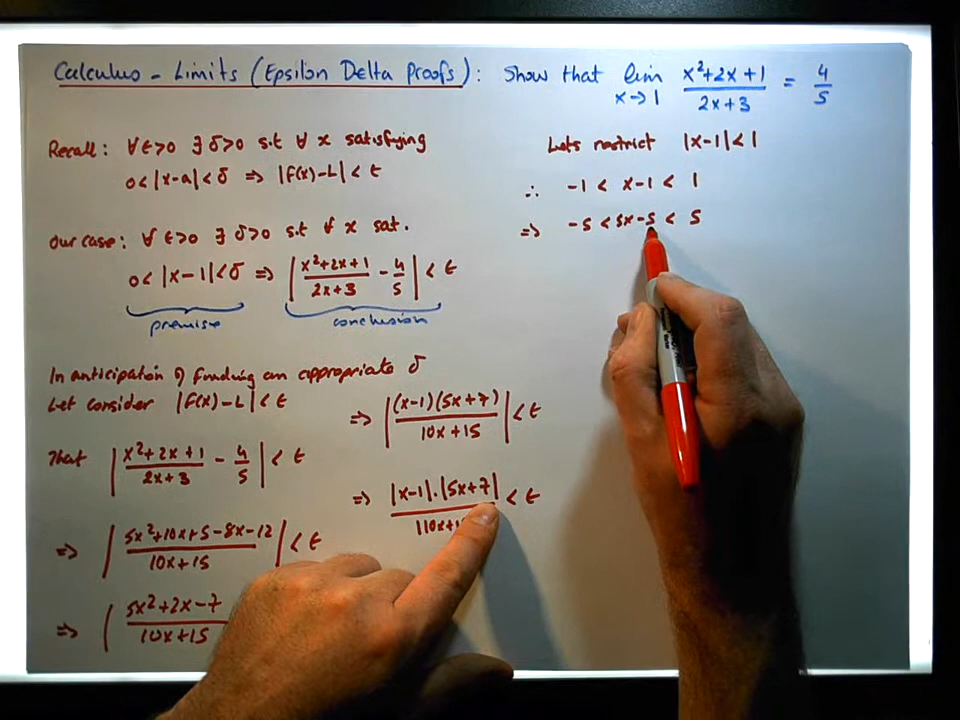 Calculus - Limits (Epsilon Delta Proofs): Show that lim x→1 (x²+2x+1)/(2x+3) = 4/5
Recall: ∀ ε>0 ∃ δ>0 s.t ∀ x satisfying
0<|x-a|<δ ⇒ |f(x)-L|< ε
Our case: ∀ ε>0 ∃ δ>0 s.t ∀ x sat.
0<|x-1|<δ ⇒ |(x²+2x+1)/(2x+3) - 4/5| < ε
premise conclusion
In anticipation of finding an appropriate δ
Let consider |f(x)-L|< ε
That |(x²+2x+1)/(2x+3) - 4/5| < ε
⇒ |(5x²+10x+5-8x-12)/(10x+15)| < ε
⇒ |(5x²+2x-7)/(10x+15)
⇒ |(x-1)(5x+7)/(10x+15)| < ε
⇒ |x-1|.|5x+7|/|10x+ < ε
Lets restrict |x-1|<1
∴ -1 < x-1 < 1
⇒ -5 < 5x-5 < 5